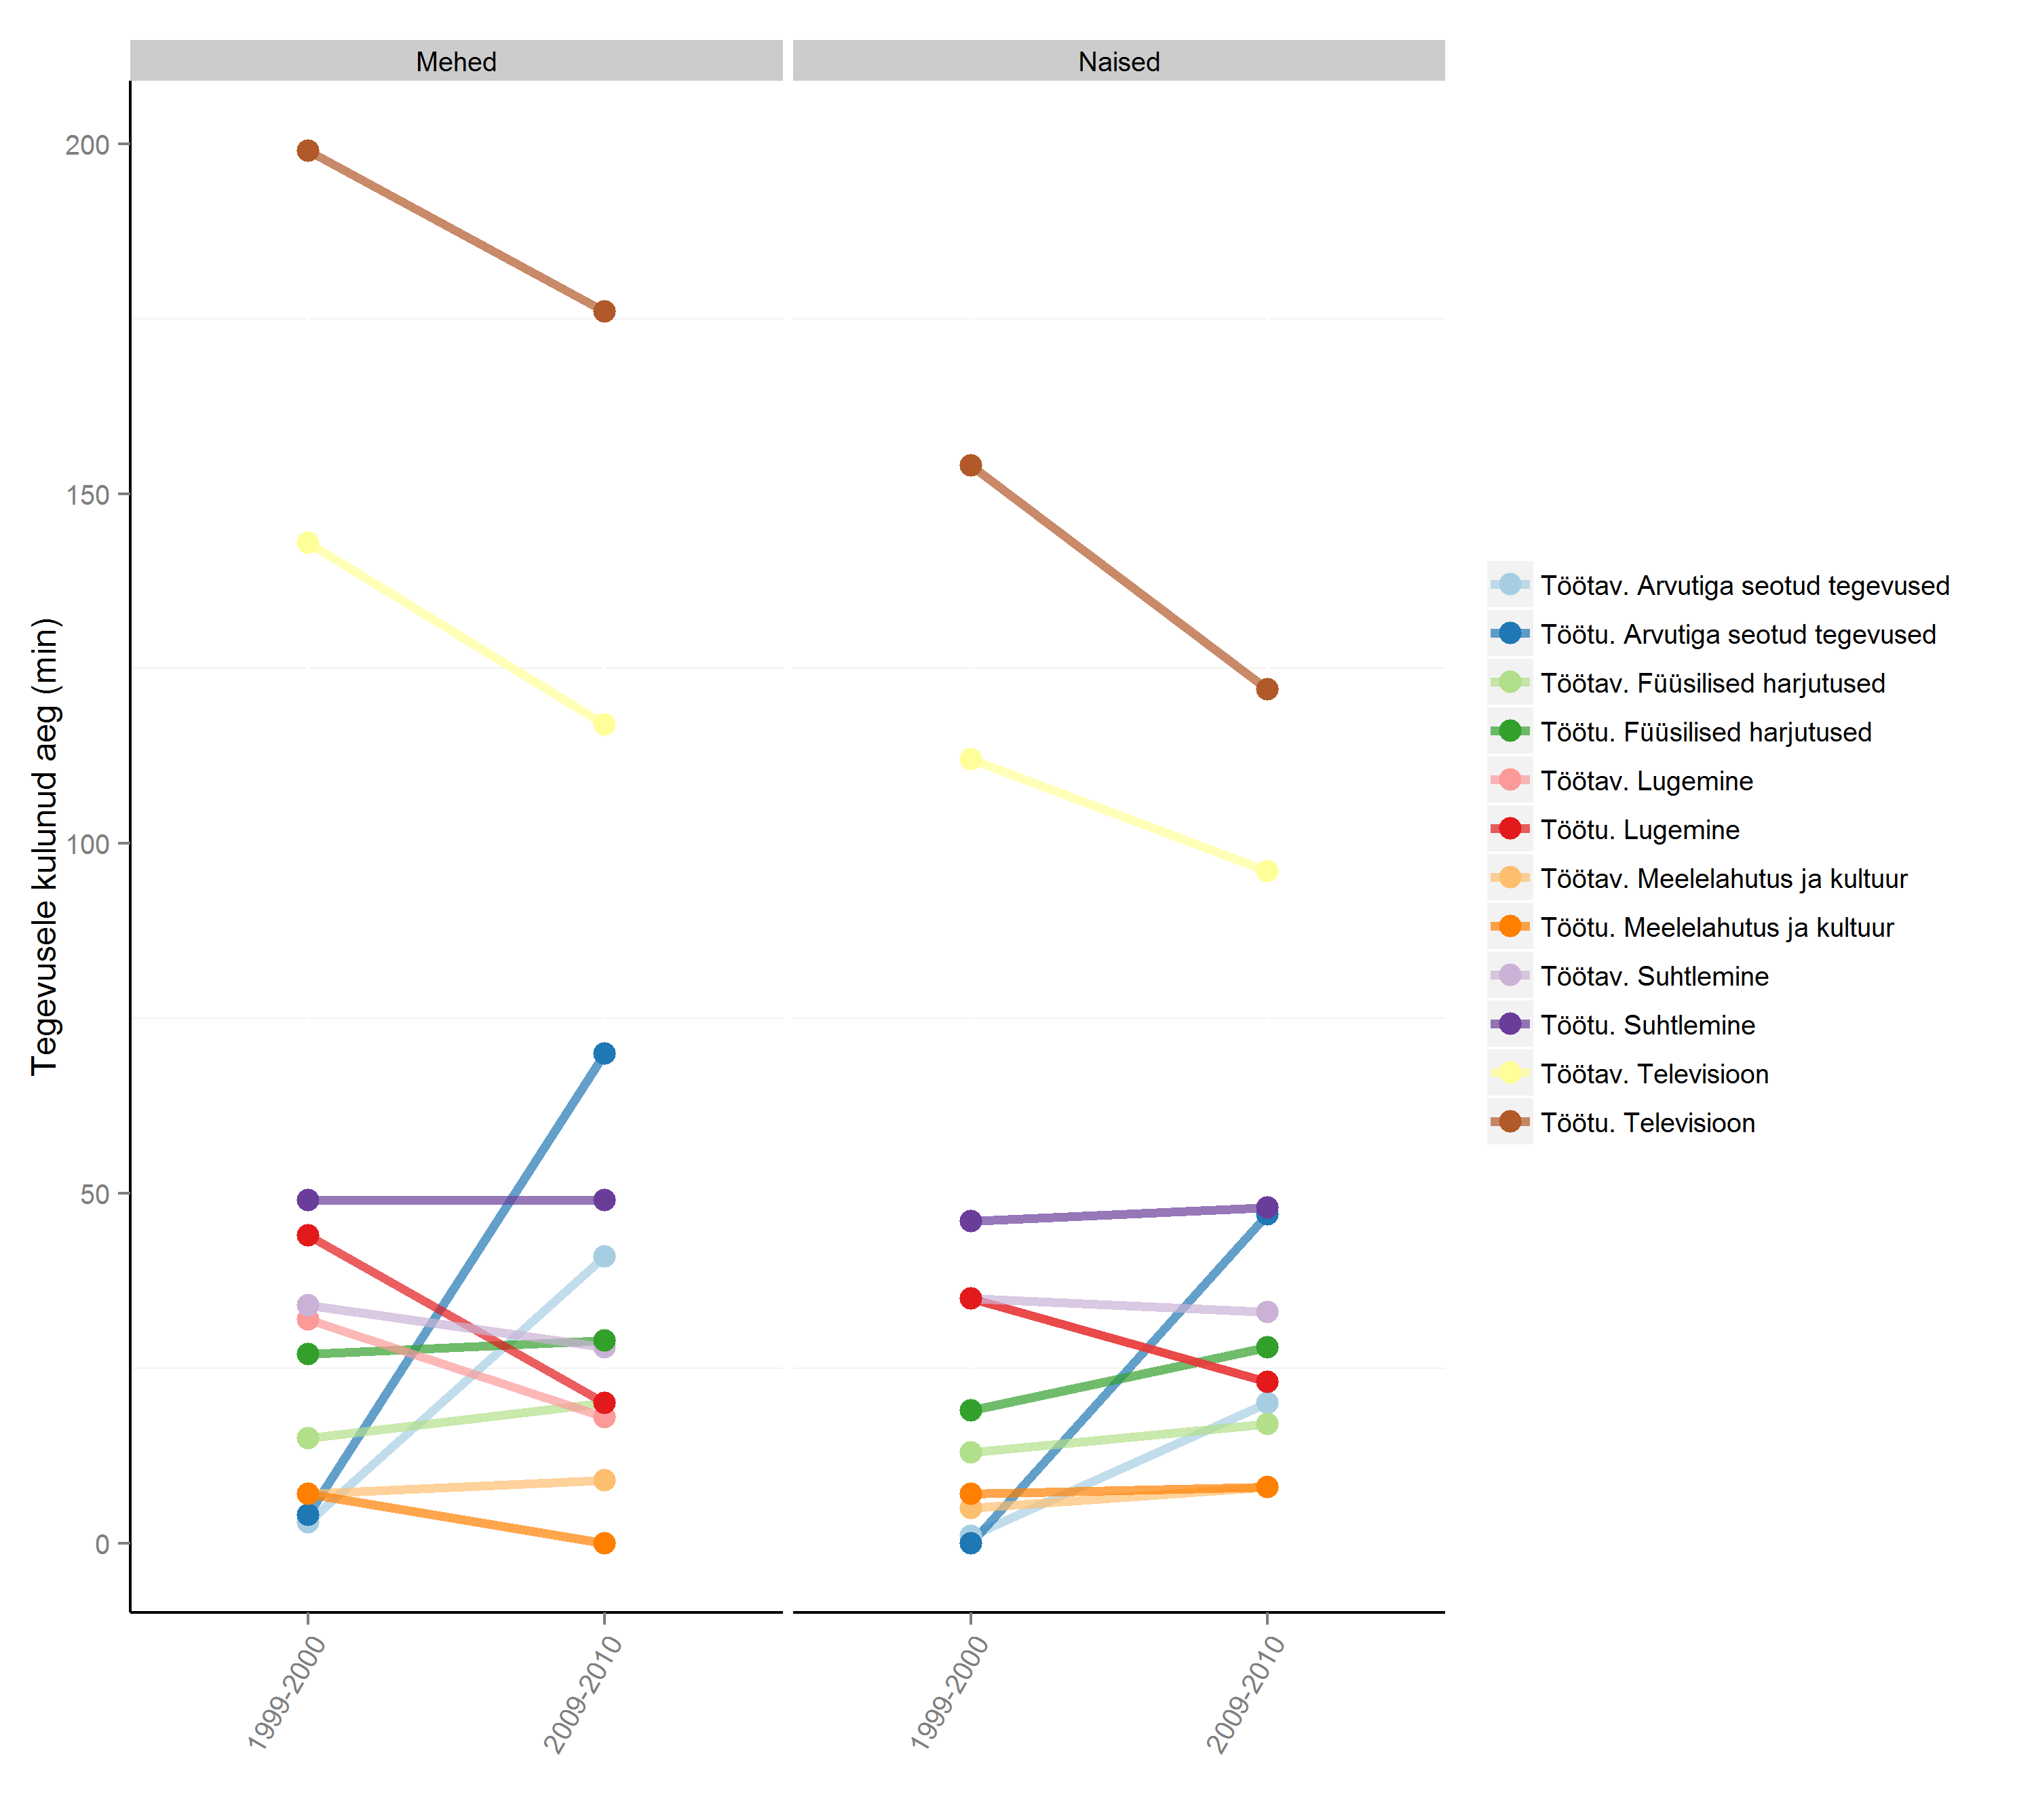 Mehed
Naised
Tegevusele kulunud aeg (min)
200
150
100
50
0
1999-2000
2009-2010
1999-2000
2009-2010
Töötav. Arvutiga seotud tegevused
Töötu. Arvutiga seotud tegevused
Töötav. Füüsilised harjutused
Töötu. Füüsilised harjutused
Töötav. Lugemine
Töötu. Lugemine
Töötav. Meelelahutus ja kultuur
Töötu. Meelelahutus ja kultuur
Töötav. Suhtlemine
Töötu. Suhtlemine
Töötav. Televisioon
Töötu. Televisioon